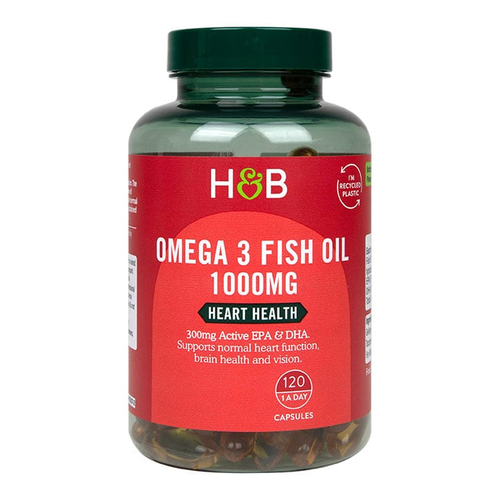 H&B
I'M
RECYCLED
PLASTIC
OMEGA 3 FISH OIL
1000MG
HEART HEALTH
300mg Active EPA & DHA.
Supports normal heart function,
brain health and vision.
120
1 A DAY
CAPSULES